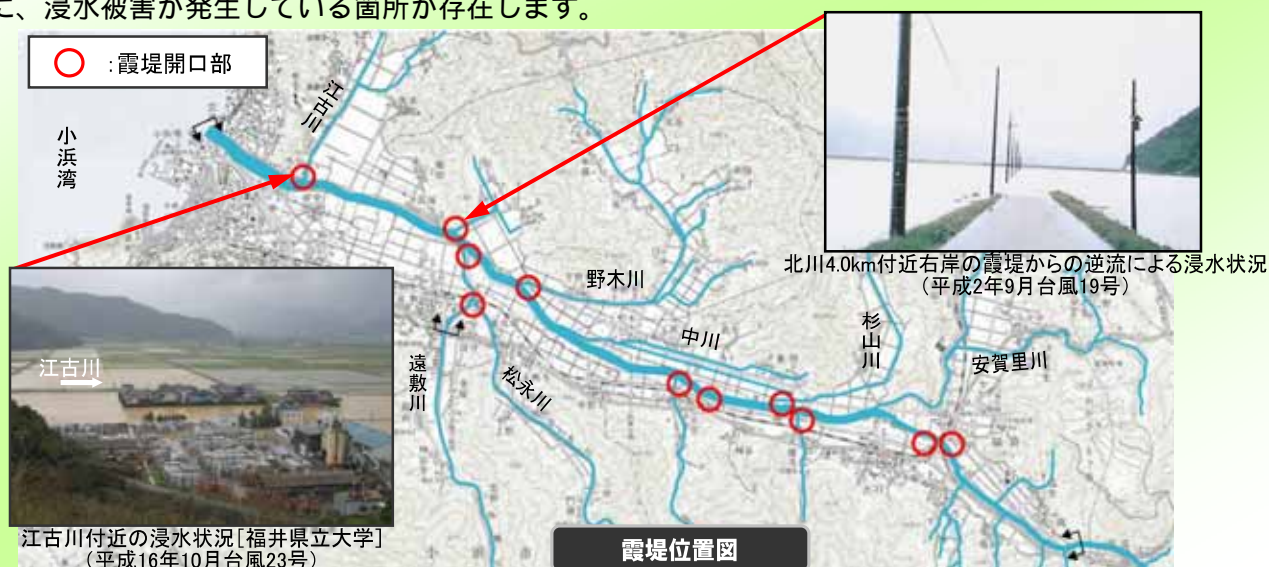 に、浸水被害が発生している箇所が存在します。
:霞堤開口部
小浜湾
江古川
野木川
中川
杉山川
安賀里川
遠敷川
松永川
北川4.0km付近右岸の霞堤からの逆流による浸水状況
(平成2年9月台風19号)
江古川
江古川付近の浸水状況[福井県立大学]
(平成16年10月台風23号)
霞堤位置図